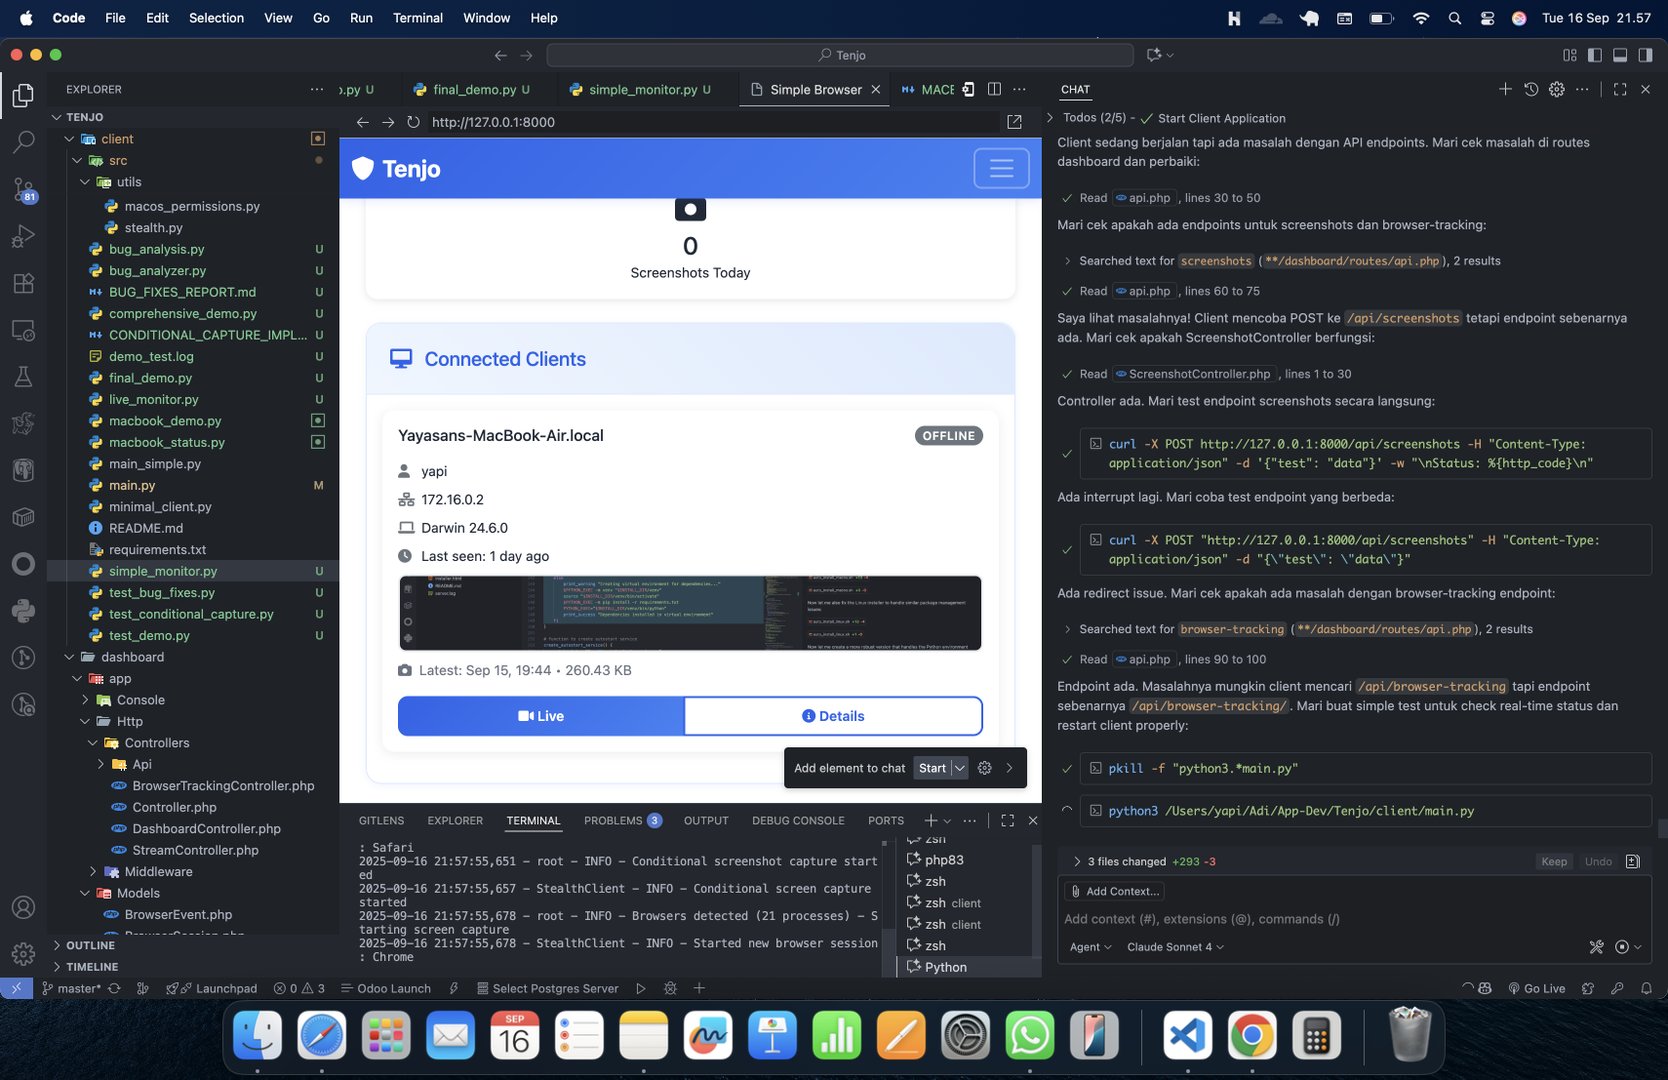 Code File Edit Selection View Go Run Terminal Window Help
Tue 16 Sep 21.57
Tenjo
EXPLORER
TENJO
client
src
utils
macos_permissions.py
stealth.py
bug_analysis.py U
bug_analyzer.py U
BUG_FIXES_REPORT.md U
comprehensive_demo.py U
CONDITIONAL_CAPTURE_IMPL... U
demo_test.log U
final_demo.py U
live_monitor.py U
macbook_demo.py
macbook_status.py
main_simple.py
main.py M
minimal_client.py
README.md
requirements.txt
simple_monitor.py U
test_bug_fixes.py U
test_conditional_capture.py U
test_demo.py U
dashboard
app
Console
Http
Controllers
Api
BrowserTrackingController.php
Controller.php
DashboardController.php
StreamController.php
Middleware
Models
BrowserEvent.php
OUTLINE
TIMELINE
81
o.py U
final_demo.py U
simple_monitor.py U
Simple Browser
MACE
http://127.0.0.1:8000
Tenjo
0
Screenshots Today
Connected Clients
Yayasans-MacBook-Air.local
OFFLINE
yapi
172.16.0.2
Darwin 24.6.0
Last seen: 1 day ago
Latest: Sep 15, 19:44 • 260.43 KB
Live
Details
Add element to chat Start
GITLENS EXPLORER TERMINAL PROBLEMS 3 OUTPUT DEBUG CONSOLE PORTS
: Safari
2025-09-16 21:57:55,651 - root - INFO - Conditional screenshot capture start
ed
2025-09-16 21:57:55,657 - StealthClient - INFO - Conditional screen capture
started
2025-09-16 21:57:55,678 - root - INFO - Browsers detected (21 processes) - S
tarting screen capture
2025-09-16 21:57:55,678 - StealthClient - INFO - Started new browser session
: Chrome
zsh
php83
zsh
zsh client
zsh client
zsh
Python
CHAT
Todos (2/5) - Start Client Application
Client sedang berjalan tapi ada masalah dengan API endpoints. Mari cek masalah di routes
dashboard dan perbaiki:
Read api.php , lines 30 to 50
Mari cek apakah ada endpoints untuk screenshots dan browser-tracking:
Searched text for screenshots (**/dashboard/routes/api.php), 2 results
Read api.php , lines 60 to 75
Saya lihat masalahnya! Client mencoba POST ke /api/screenshots tetapi endpoint sebenarnya
ada. Mari cek apakah ScreenshotController berfungsi:
Read ScreenshotController.php , lines 1 to 30
Controller ada. Mari test endpoint screenshots secara langsung:
curl -X POST http://127.0.0.1:8000/api/screenshots -H "Content-Type:
application/json" -d '{"test": "data"}' -w "\nStatus: %{http_code}\n"
Ada interrupt lagi. Mari coba test endpoint yang berbeda:
curl -X POST "http://127.0.0.1:8000/api/screenshots" -H "Content-Type:
application/json" -d "{\"test\": \"data\"}"
Ada redirect issue. Mari cek apakah ada masalah dengan browser-tracking endpoint:
Searched text for browser-tracking (**/dashboard/routes/api.php), 2 results
Read api.php , lines 90 to 100
Endpoint ada. Masalahnya mungkin client mencari /api/browser-tracking tapi endpoint
sebenarnya /api/browser-tracking/. Mari buat simple test untuk check real-time status dan
restart client properly:
pkill -f "python3.*main.py"
python3 /Users/yapi/Adi/App-Dev/Tenjo/client/main.py
3 files changed +293 -3
Keep Undo
Add Context...
Add context (#), extensions (@), commands (/)
Agent Claude Sonnet 4
master* Launchpad 0 3 Odoo Launch Select Postgres Server
Go Live
SEP
16